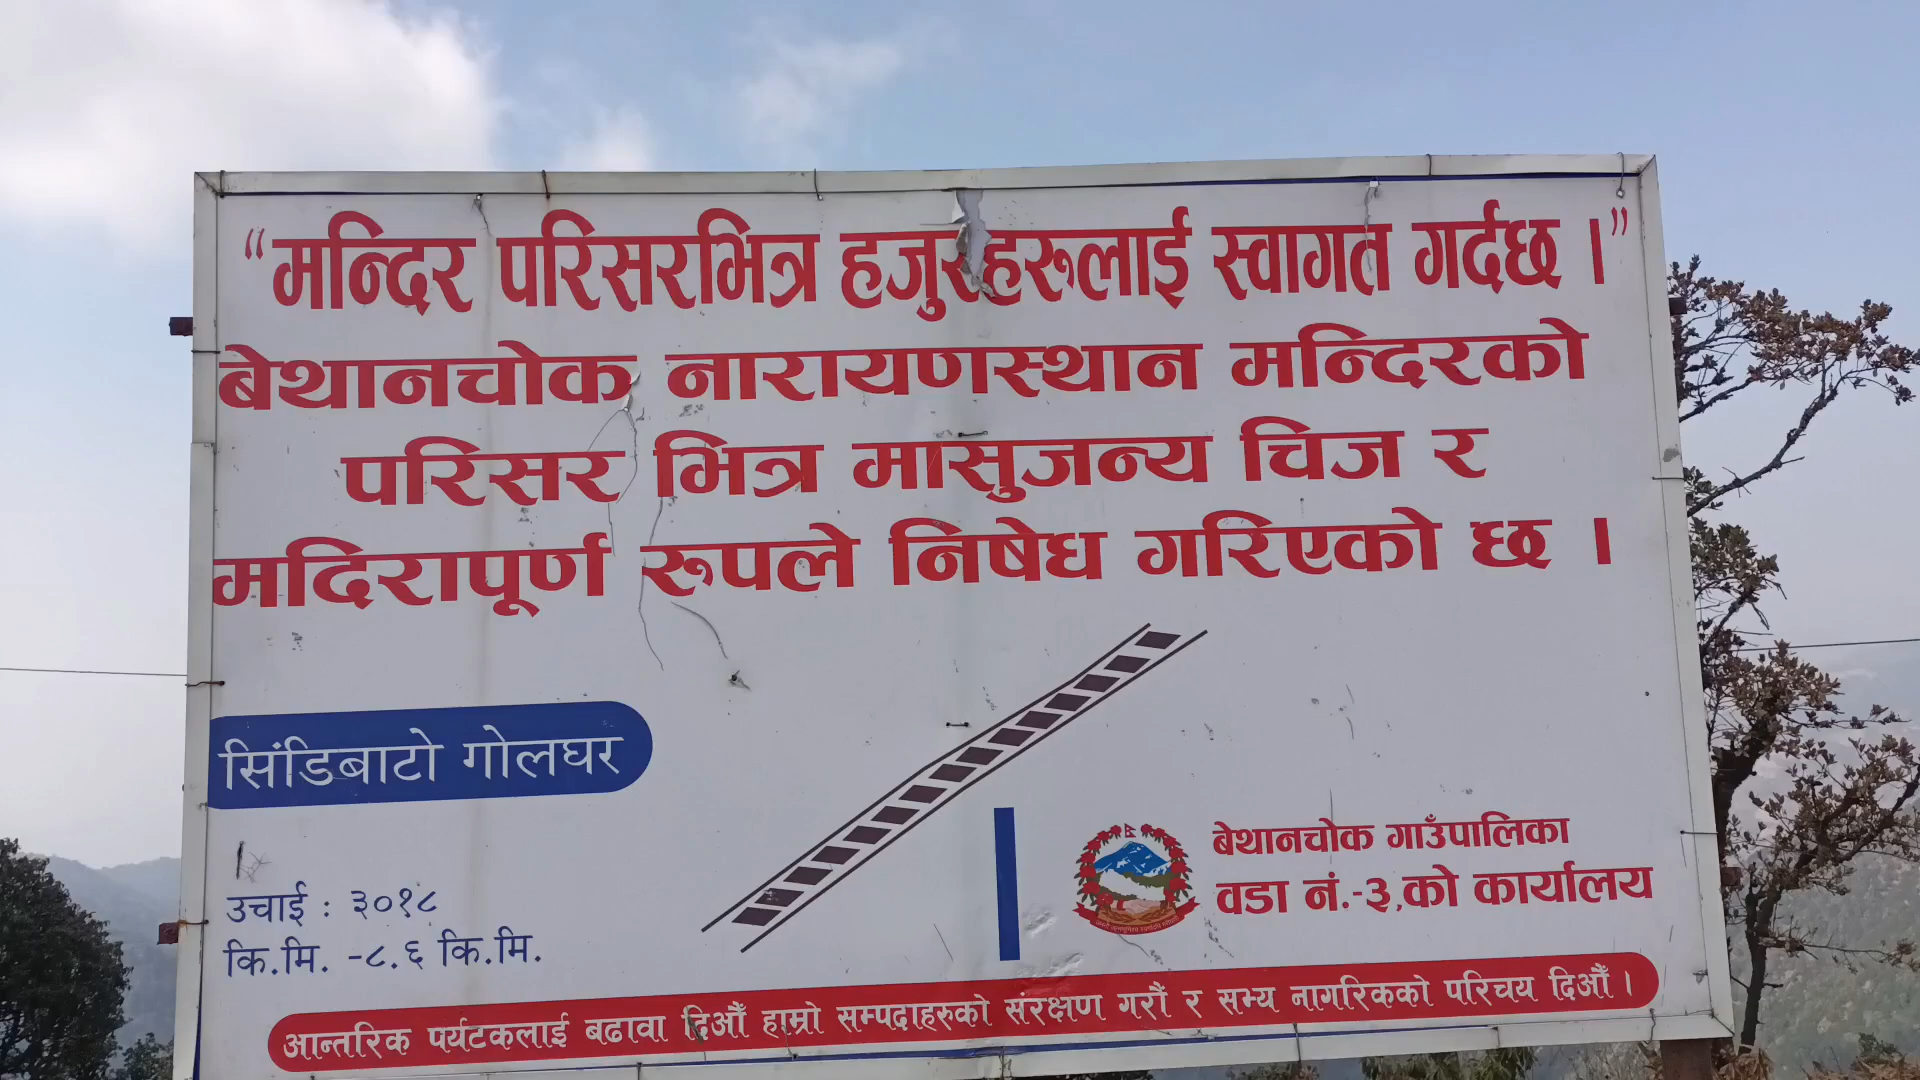 “मन्दिर परिसरभित्र हजुरहरुलाई स्वागत गर्दछ ।”
बेथानचोक नारायणस्थान मन्दिरको
परिसर भित्र मासुजन्य चिज र
मदिरापूर्ण रुपले निषेध गरिएको छ ।
सिंडिबाटो गोलघर
उचाई : ३०१८
कि.मि. -८.६ कि.मि.
बेथानचोक गाउँपालिका
वडा नं.-३,को कार्यालय
आन्तरिक पर्यटकलाई बढावा दिऔँ हाम्रो सम्पदाहरुको संरक्षण गरौं र सभ्य नागरिकको परिचय दिऔँ ।